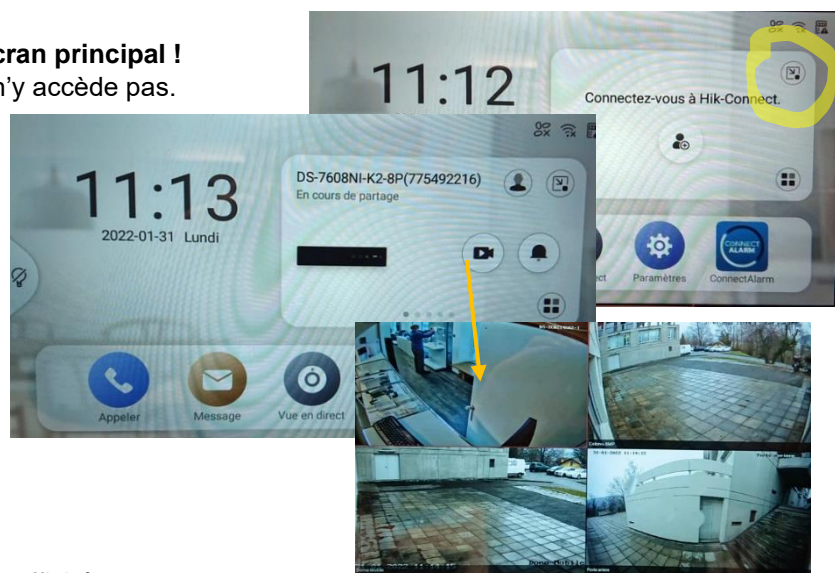 cran principal !
n'y accède pas.
11:12
Connectez-vous à Hik-Connect.
Paramètres
ConnectAlarm
CONNECT
ALARM
11:13
2022-01-31 Lundi
DS-7608NI-K2-8P(775492216)
En cours de partage
Appeler
Message
Vue en direct